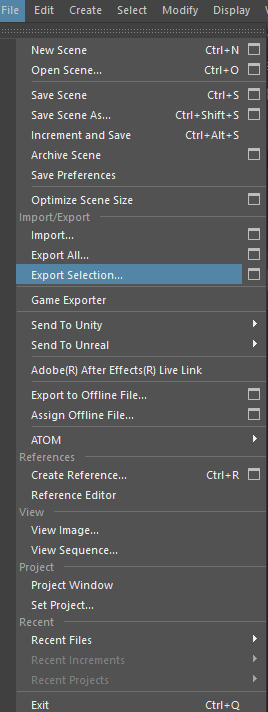 File Edit Create Select Modify Display
New Scene Ctrl+N
Open Scene... Ctrl+O
Save Scene Ctrl+S
Save Scene As... Ctrl+Shift+S
Increment and Save Ctrl+Alt+S
Archive Scene
Save Preferences
Optimize Scene Size
Import/Export
Import...
Export All...
Export Selection...
Game Exporter
Send To Unity
Send To Unreal
Adobe(R) After Effects(R) Live Link
Export to Offline File...
Assign Offline File...
ATOM
References
Create Reference... Ctrl+R
Reference Editor
View
View Image...
View Sequence...
Project
Project Window
Set Project...
Recent
Recent Files
Recent Increments
Recent Projects
Exit Ctrl+Q